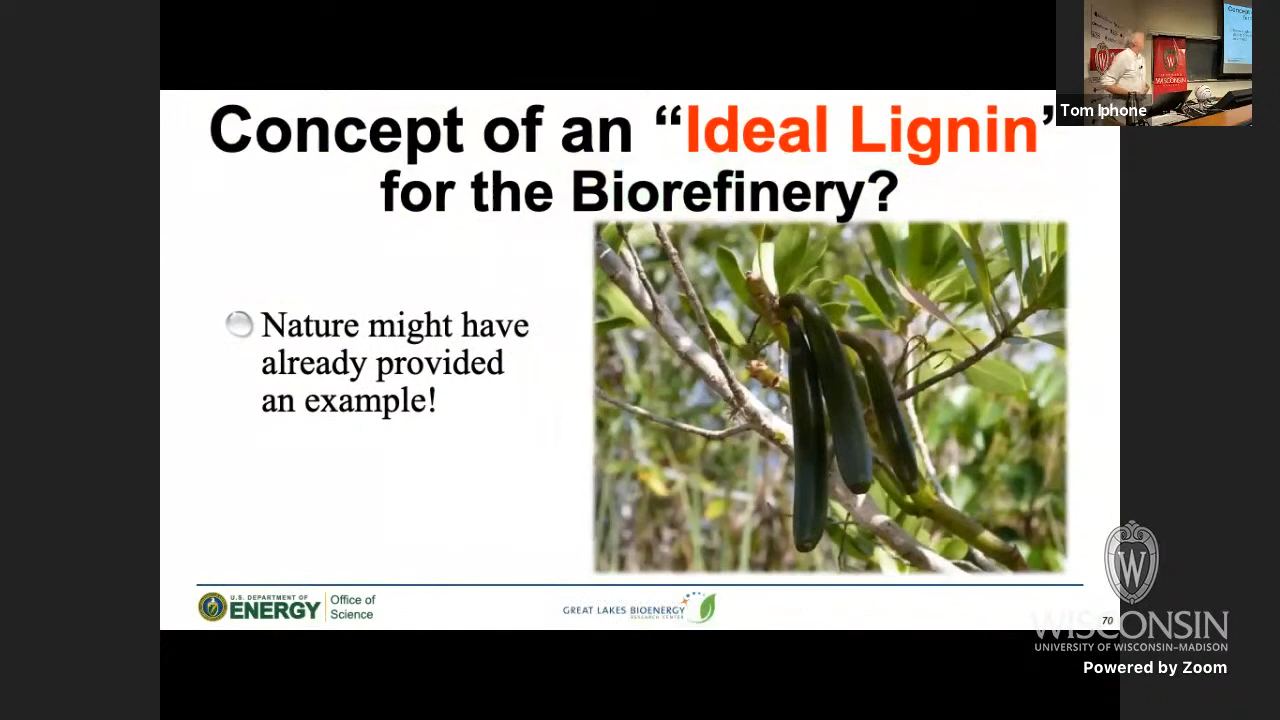 Concept of an “Ideal Lignin’
for the Biorefinery?
Tom Iphone
Nature might have
already provided
an example!
U.S. DEPARTMENT OF
ENERGY
Office of
Science
GREAT LAKES BIOENERGY
RESEARCH CENTER
70
W
WISCONSIN
UNIVERSITY OF WISCONSIN–MADISON
Powered by Zoom